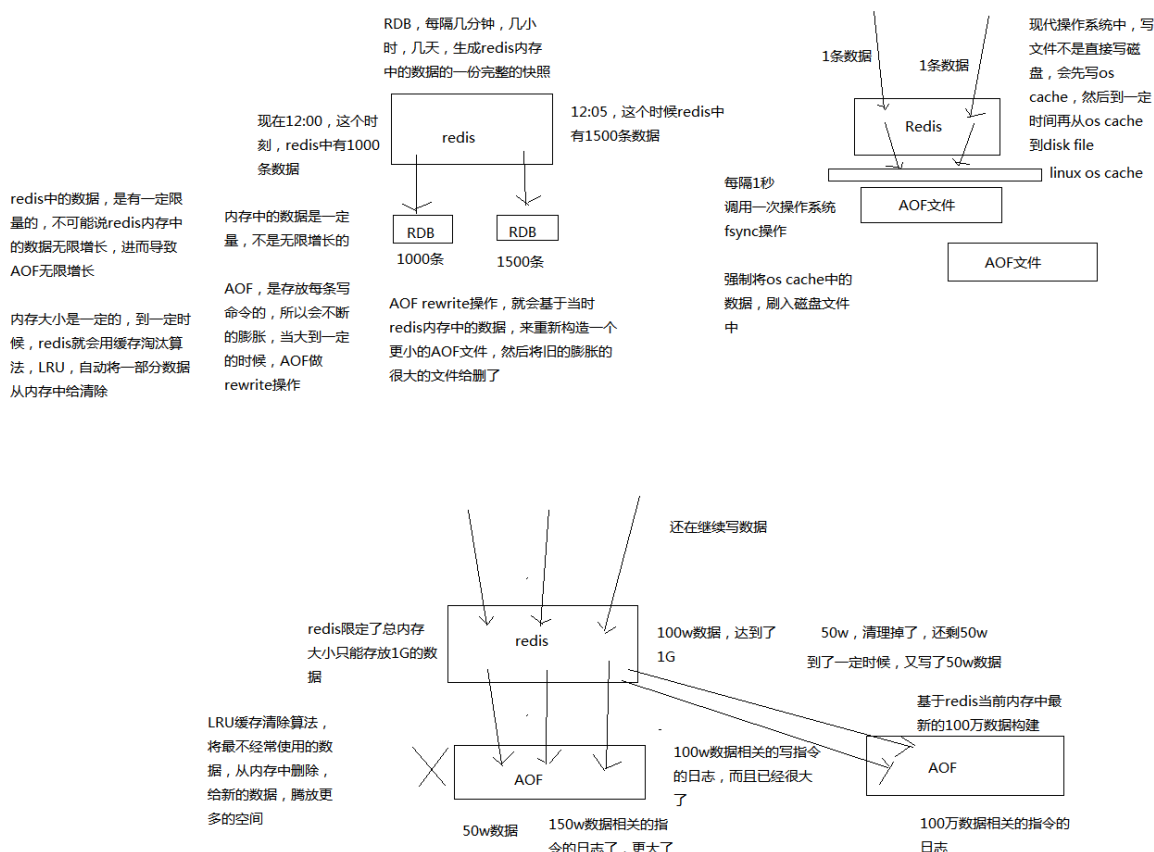 RDB，每隔几分钟，几小
时，几天，生成redis内存
中的数据的一份完整的快照
现在12:00，这个时
刻，redis中有1000
条数据
redis
12:05，这个时候redis中
有1500条数据
redis中的数据，是有一定限
量的，不可能说redis内存中
的数据无限增长，进而导致
AOF无限增长
内存中的数据是一定
量，不是无限增长的
RDB
RDB
1000条
1500条
内存大小是一定的，到一定时
候，redis就会用缓存淘汰算
法，LRU，自动将一部分数据
从内存中给清除
AOF，是存放每条写
命令的，所以会不断
的膨胀，当大到一定
的时候，AOF做
rewrite操作
AOF rewrite操作，就会基于当时
redis内存中的数据，来重新构造一个
更小的AOF文件，然后将旧的膨胀的
很大的文件给删了
1条数据
1条数据
现代操作系统中，写
文件不是直接写磁
盘，会先写os
cache，然后到一定
时间再从os cache
到disk file
Redis
linux os cache
每隔1秒
调用一次操作系统
fsync操作
AOF文件
AOF文件
强制将os cache中的
数据，刷入磁盘文件
中
还在继续写数据
redis限定了总内存
大小只能存放1G的数
据
redis
100w数据，达到了
1G
50w，清理掉了，还剩50w
到了一定时候，又写了50w数据
基于redis当前内存中最
新的100万数据构建
LRU缓存清除算法，
将最不经常使用的数
据，从内存中删除，
给新的数据，腾放更
多的空间
AOF
100w数据相关的写指令
的日志，而且已经很大
了
AOF
50w数据
150w数据相关的指
令的日志了，更大了
100万数据相关的指令的
日志